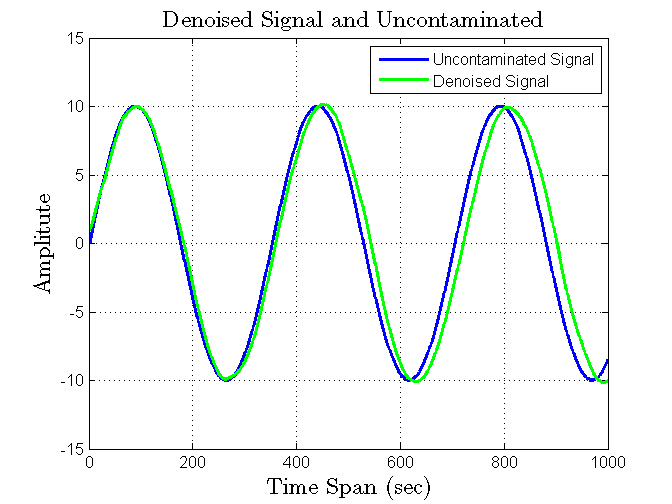 Denoised Signal and Uncontaminated
15
Uncontaminated Signal
Denoised Signal
10
5
0
-5
-10
-15
Amplitute
0 200 400 600 800 1000
Time Span (sec)